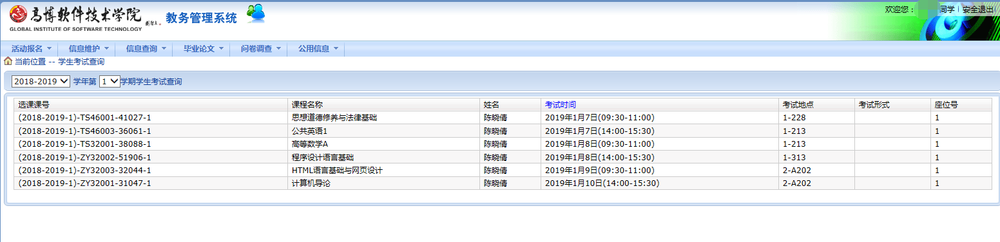 高博软件技术学院
GLOBAL INSTITUTE OF SOFTWARE TECHNOLOGY
教务管理系统
欢迎您： 同学 | 安全退出
活动报名 信息维护 信息查询 毕业论文 问卷调查 公用信息
当前位置 -- 学生考试查询
2018-2019 学年第 1 学期学生考试查询
选课课号 课程名称 姓名 考试时间 考试地点 考试形式 座位号
(2018-2019-1)-TS46001-41027-1 思想道德修养与法律基础 陈晓倩 2019年1月7日(09:30-11:00) 1-228 1
(2018-2019-1)-TS46003-36061-1 公共英语1 陈晓倩 2019年1月7日(14:00-15:30) 1-213 1
(2018-2019-1)-TS32001-38088-1 高等数学A 陈晓倩 2019年1月8日(09:30-11:00) 1-213 1
(2018-2019-1)-ZY32002-51906-1 程序设计语言基础 陈晓倩 2019年1月8日(14:00-15:30) 1-313 1
(2018-2019-1)-ZY32003-32044-1 HTML语言基础与网页设计 陈晓倩 2019年1月9日(09:30-11:00) 2-A202 1
(2018-2019-1)-ZY32001-31047-1 计算机导论 陈晓倩 2019年1月10日(14:00-15:30) 2-A202 1